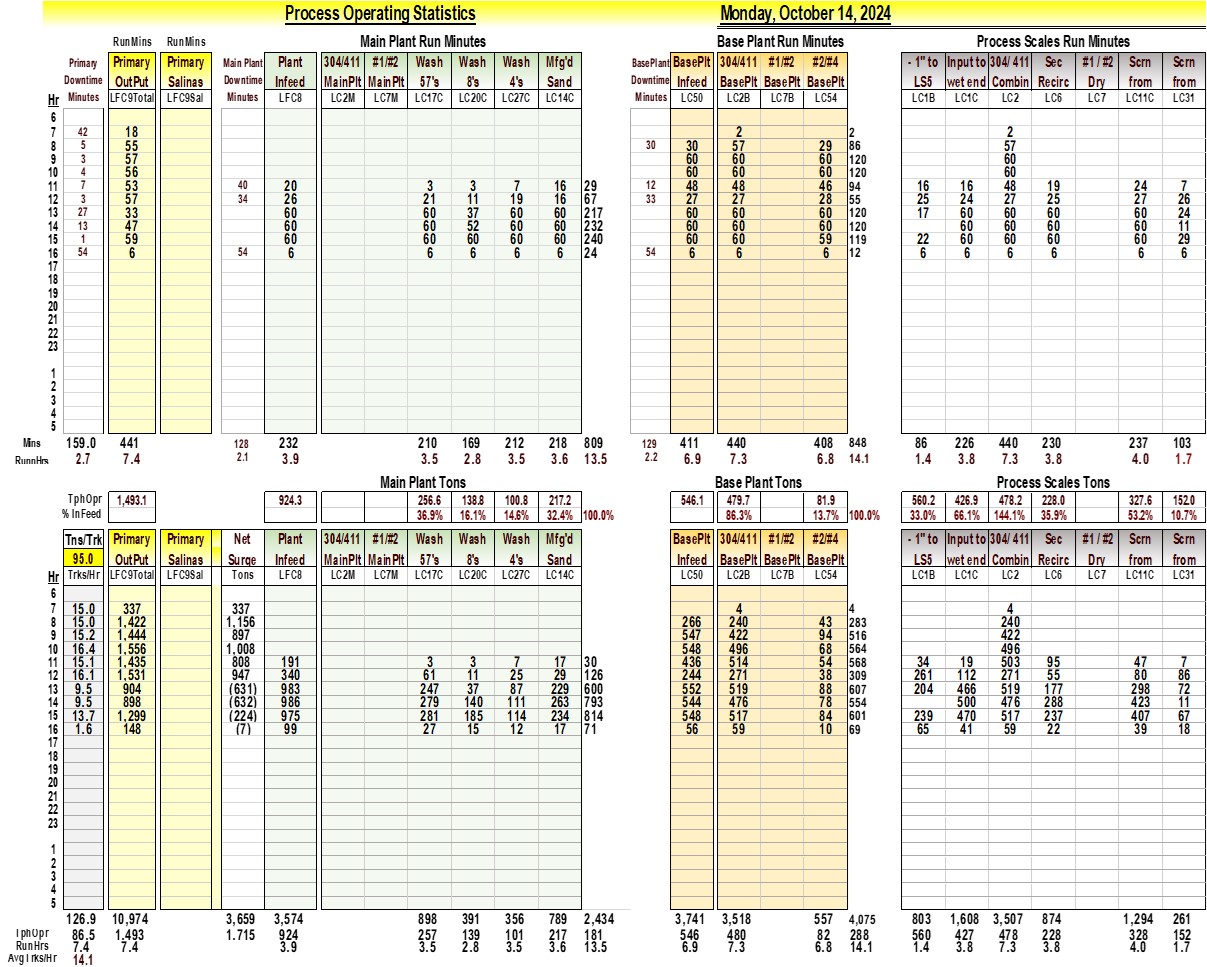 Process Operating Statistics Monday, October 14, 2024
RunMins RunMins Main Plant Run Minutes Base Plant Run Minutes Process Scales Run Minutes
Primary Primary Primary Main Plant Plant 304/411 #1/#2 Wash Wash Wash Mfg'd BasePlant BasePlt 304/411 #1/#2 #2/#4 - 1" to Input to 304/ 411 Sec #1 / #2 Scrn Scrn
Downtime OutPut Salinas Downtime Infeed MainPlt MainPlt 57's 8's 4's Sand Downtime Infeed BasePlt BasePlt BasePlt LS5 wet end Combin Recirc Dry from from
Hr Minutes LFC9Total LFC9Sal Minutes LFC8 LC2M LC7M LC17C LC20C LC27C LC14C Minutes LC50 LC2B LC7B LC54 LC1B LC1C LC2 LC6 LC7 LC11C LC31
6
7 42 18 2 2 2
8 5 55 30 30 57 29 86 57
9 3 57 60 60 60 120 60
10 4 56 60 60 60 120 60
11 7 53 40 20 3 3 7 16 29 12 48 48 46 94 16 16 48 19 24 7
12 3 57 34 26 21 11 19 16 67 33 27 27 28 55 25 24 27 25 27 26
13 27 33 60 60 37 60 60 217 60 60 60 120 17 60 60 60 60 24
14 13 47 60 60 52 60 60 232 60 60 60 120 60 60 60 60 11
15 1 59 60 60 60 60 60 240 60 60 59 119 22 60 60 60 60 29
16 54 6 54 6 6 6 6 6 24 54 6 6 6 12 6 6 6 6 6 6
17
18
19
20
21
22
23
1
2
3
4
5
Mins 159.0 441 128 232 210 169 212 218 809 129 411 440 408 848 86 226 440 230 237 103
RunnHrs 2.7 7.4 2.1 3.9 3.5 2.8 3.5 3.6 13.5 2.2 6.9 7.3 6.8 14.1 1.4 3.8 7.3 3.8 4.0 1.7
Main Plant Tons Base Plant Tons Process Scales Tons
TphOpr 1,493.1 924.3 256.6 138.8 100.8 217.2 546.1 479.7 81.9 560.2 426.9 478.2 228.0 327.6 152.0
% InFeed 36.9% 16.1% 14.6% 32.4% 100.0% 86.3% 13.7% 100.0% 33.0% 66.1% 144.1% 35.9% 53.2% 10.7%
Tns/Trk Primary Primary Net Plant 304/411 #1/#2 Wash Wash Wash Mfg'd BasePlt 304/411 #1/#2 #2/#4 - 1" to Input to 304/ 411 Sec #1 / #2 Scrn Scrn
95.0 OutPut Salinas Surge Infeed MainPlt MainPlt 57's 8's 4's Sand Infeed BasePlt BasePlt BasePlt LS5 wet end Combin Recirc Dry from from
Hr Trks/Hr LFC9Total LFC9Sal Tons LFC8 LC2M LC7M LC17C LC20C LC27C LC14C LC50 LC2B LC7B LC54 LC1B LC1C LC2 LC6 LC7 LC11C LC31
6
7 15.0 337 337 4 4 4
8 15.0 1,422 1,156 266 240 43 283 240
9 15.2 1,444 897 547 422 94 516 422
10 16.4 1,556 1,008 548 496 68 564 496
11 15.1 1,435 808 191 3 3 7 17 30 436 514 54 568 34 19 503 95 47 7
12 16.1 1,531 947 340 61 11 25 29 126 244 271 38 309 261 112 271 55 80 86
13 9.5 904 (631) 983 247 37 87 229 600 552 519 88 607 204 466 519 177 298 72
14 9.5 898 (632) 986 279 140 111 263 793 544 476 78 554 500 476 288 423 11
15 13.7 1,299 (224) 975 281 185 114 234 814 548 517 84 601 239 470 517 237 407 67
16 1.6 148 (7) 99 27 15 12 17 71 56 59 10 69 65 41 59 22 39 18
17
18
19
20
21
22
23
1
2
3
4
5
126.9 10,974 3,659 3,574 898 391 356 789 2,434 3,741 3,518 557 4,075 803 1,608 3,507 874 1,294 261
TphOpr 86.5 1,493 1.715 924 257 139 101 217 181 546 480 82 288 560 427 478 228 328 152
RunHrs 7.4 7.4 3.9 3.5 2.8 3.5 3.6 13.5 6.9 7.3 6.8 14.1 1.4 3.8 7.3 3.8 4.0 1.7
AvgTrks/Hr 14.1